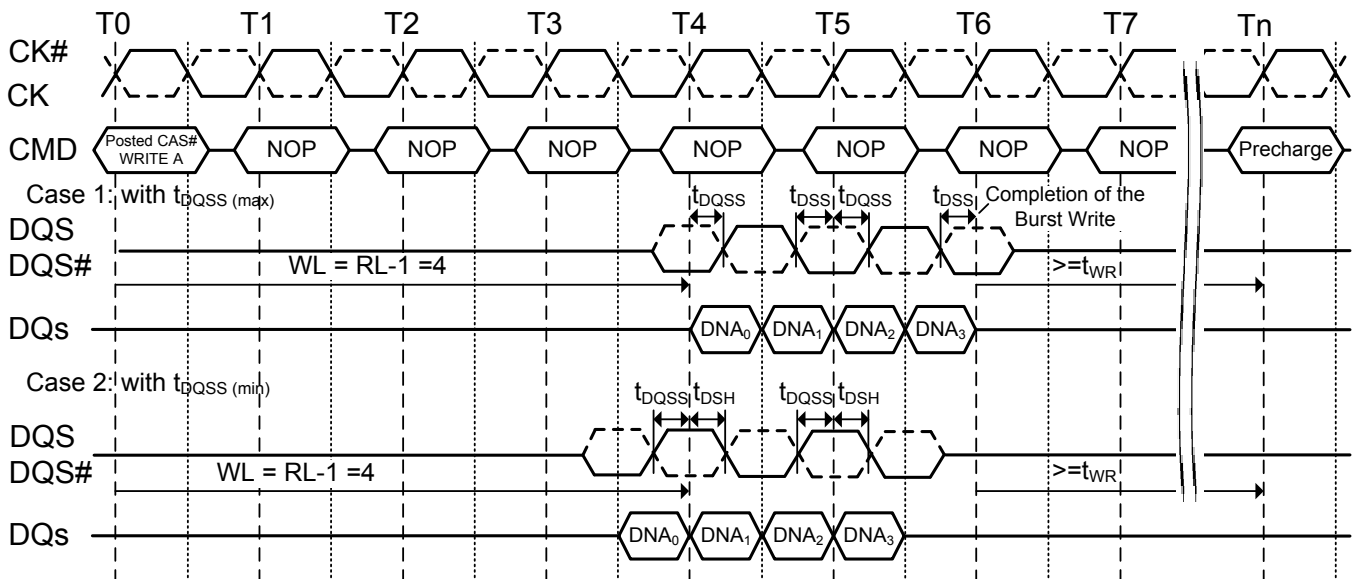 T0 T1 T2 T3 T4 T5 T6 T7 Tn
CK#
CK
CMD Posted CAS# WRITE A NOP NOP NOP NOP NOP NOP NOP Precharge
Case 1: with tDQSS (max)
tDQSS tDSS tDQSS tDSS Completion of the Burst Write
DQS
DQS#
WL = RL-1 =4 >=tWR
DQs DNA0 DNA1 DNA2 DNA3
Case 2: with tDQSS (min)
tDQSS tDSH tDQSS tDSH
DQS
DQS#
WL = RL-1 =4 >=tWR
DQs DNA0 DNA1 DNA2 DNA3